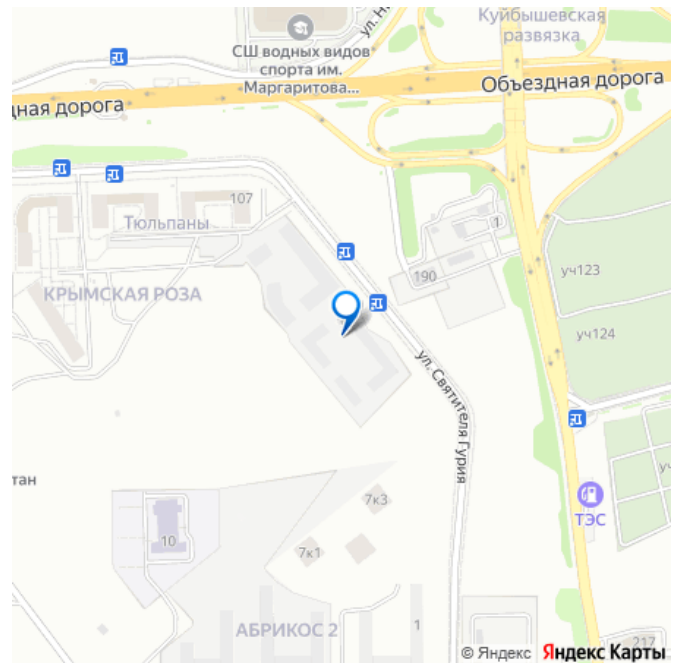 ул. Н
СШ водных видов
спорта им.
Маргаритова...
Куйбышевская
развязка
Объездная дорога
дная дорога
107
Тюльпаны
1
190
уч123
КРЫМСКАЯ РОЗА
уч124
ул. Святителя Гурия
тан
7к3
ТЭС
10
7к1
АБРИКОС 2
1
217
© Яндекс Яндекс Карты